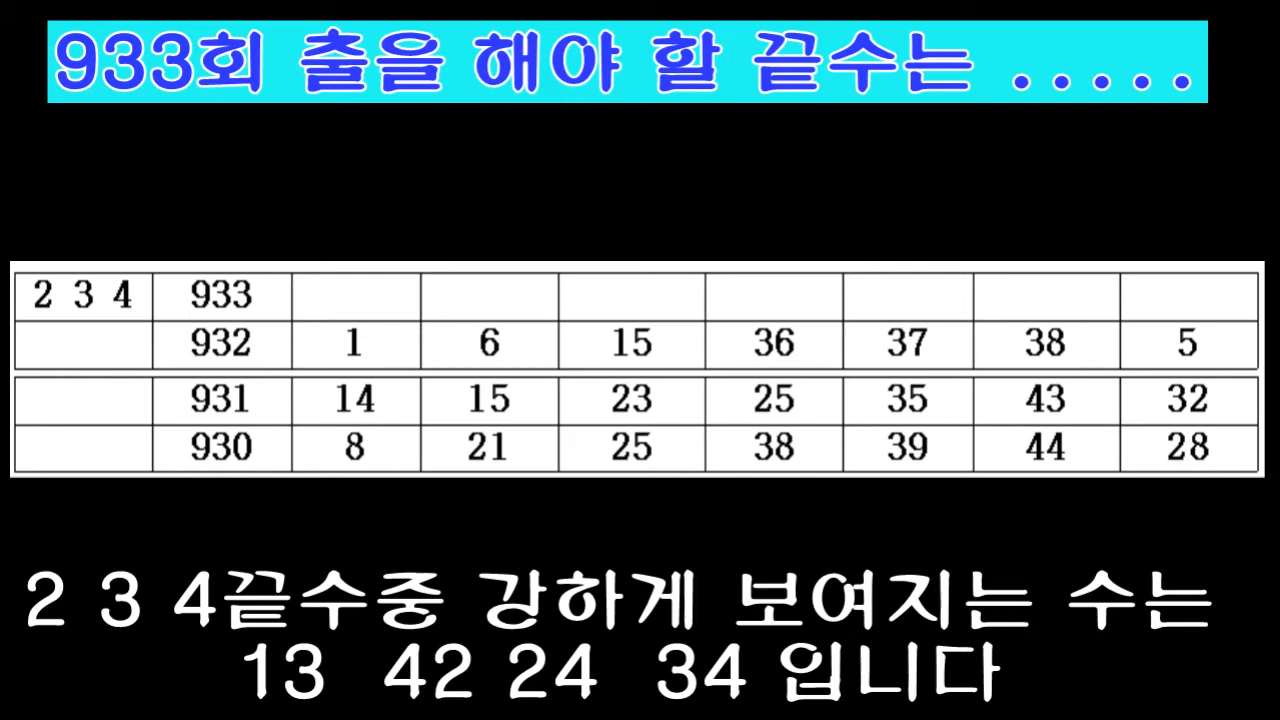 933회 출을 해야 할 끝수는 .....
2 3 4 933
932 1 6 15 36 37 38 5
931 14 15 23 25 35 43 32
930 8 21 25 38 39 44 28
2 3 4끝수중 강하게 보여지는 수는
13 42 24 34 입니다